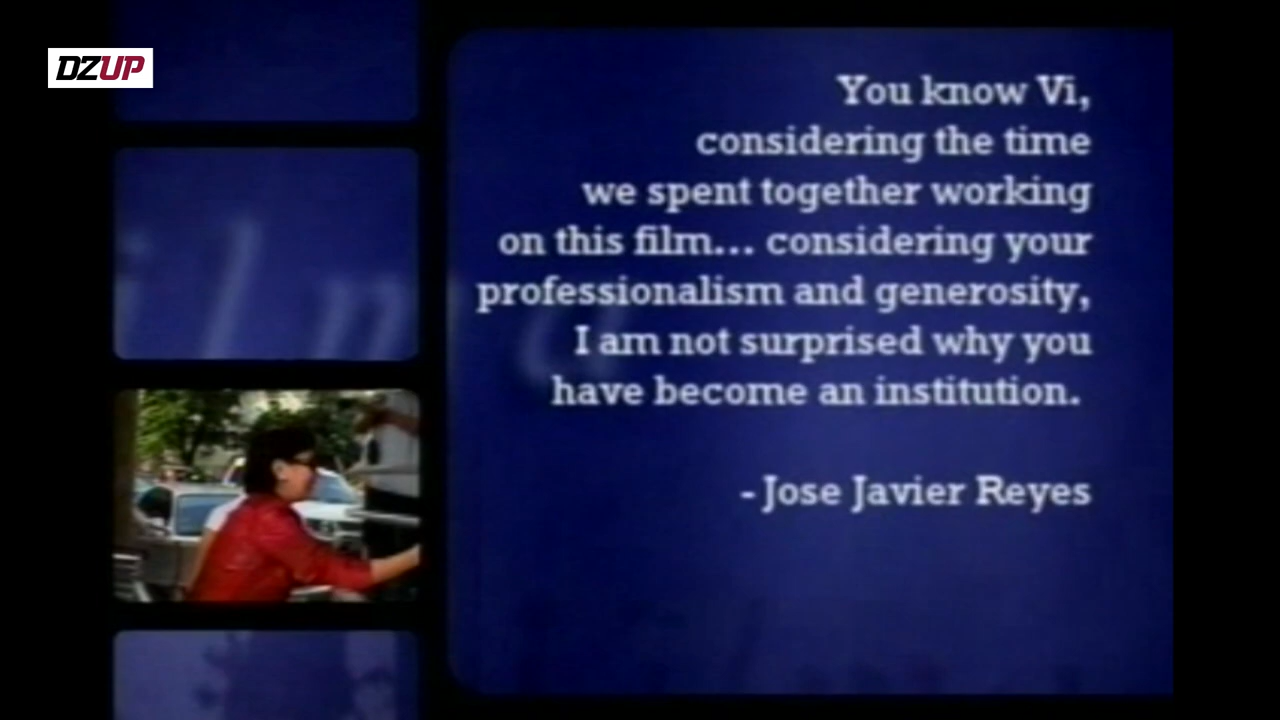 DZUP
You know Vi,
considering the time
we spent together working
on this film... considering your
professionalism and generosity,
I am not surprised why you
have become an institution.
- Jose Javier Reyes